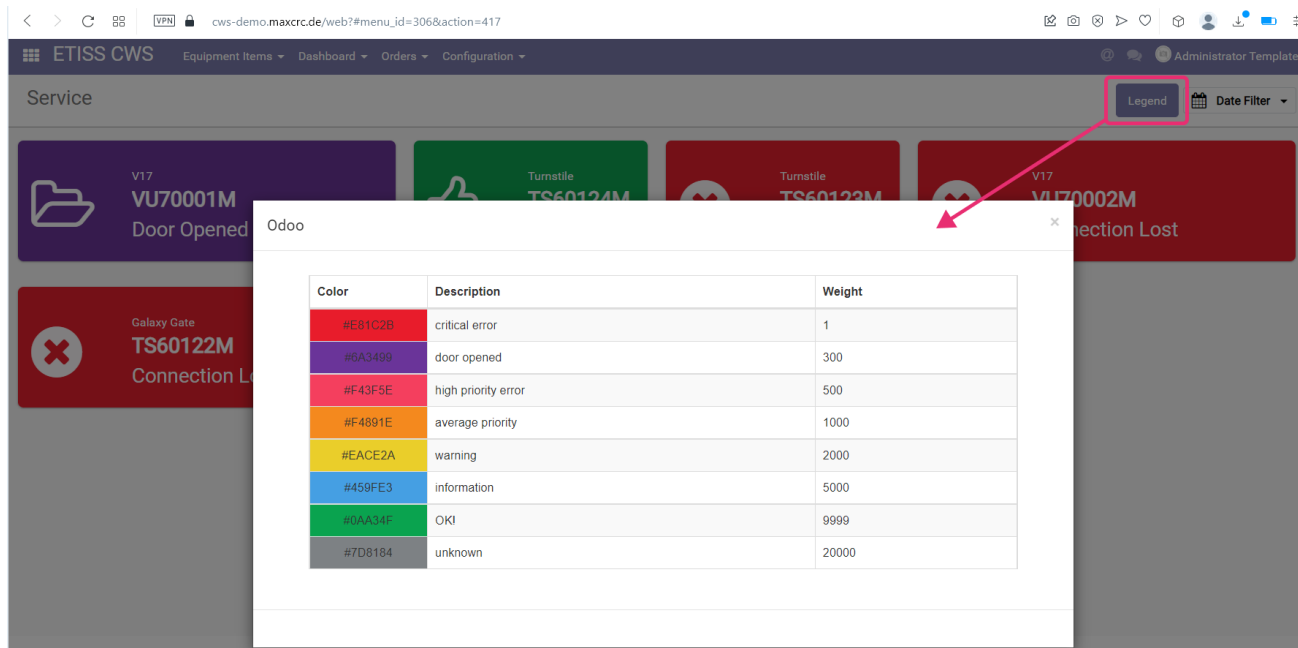 VPN cws-demo.maxcrc.de/web?#menu_id=306&action=417
ETISS CWS Equipment Items Dashboard Orders Configuration @ Administrator Template
Service Legend Date Filter
V17 Turnstile Turnstile V17
VU70001M TS60124M TS60123M VU70002M
Door Opened nection Lost
Galaxy Gate
TS60122M
Connection Lo
Odoo ×
Color Description Weight
#E81C2B critical error 1
#6A3499 door opened 300
#F43F5E high priority error 500
#F4891E average priority 1000
#EACE2A warning 2000
#459FE3 information 5000
#0AA34F OK! 9999
#7D8184 unknown 20000